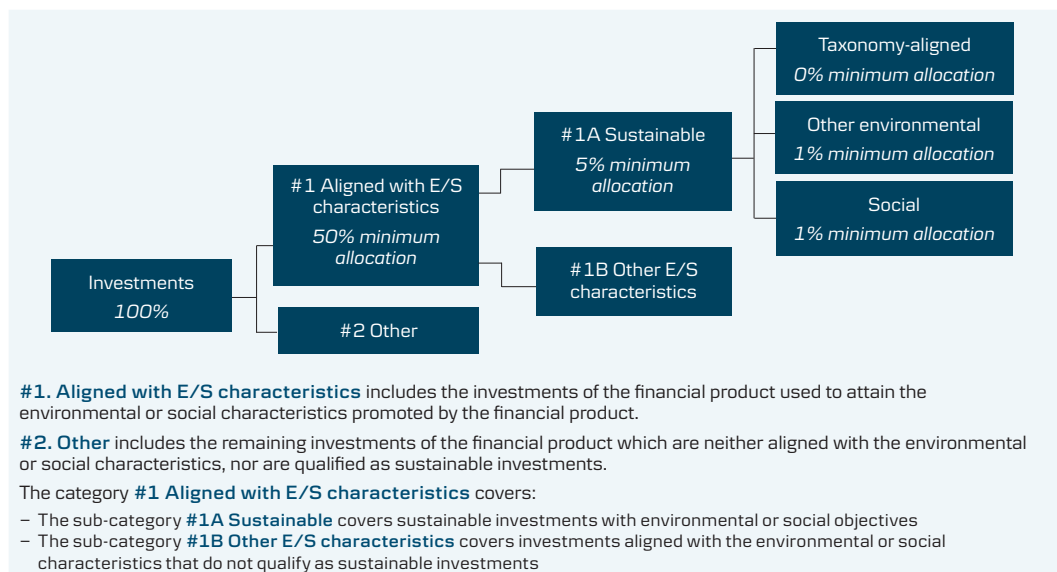 Taxonomy-aligned
0% minimum allocation
Other environmental
1% minimum allocation
Social
1% minimum allocation
#1A Sustainable
5% minimum
allocation
#1 Aligned with E/S
characteristics
50% minimum
allocation
#1B Other E/S
characteristics
Investments
100%
#2 Other
#1. Aligned with E/S characteristics includes the investments of the financial product used to attain the
environmental or social characteristics promoted by the financial product.
#2. Other includes the remaining investments of the financial product which are neither aligned with the environmental
or social characteristics, nor are qualified as sustainable investments.
The category #1 Aligned with E/S characteristics covers:
– The sub-category #1A Sustainable covers sustainable investments with environmental or social objectives
– The sub-category #1B Other E/S characteristics covers investments aligned with the environmental or social
characteristics that do not qualify as sustainable investments